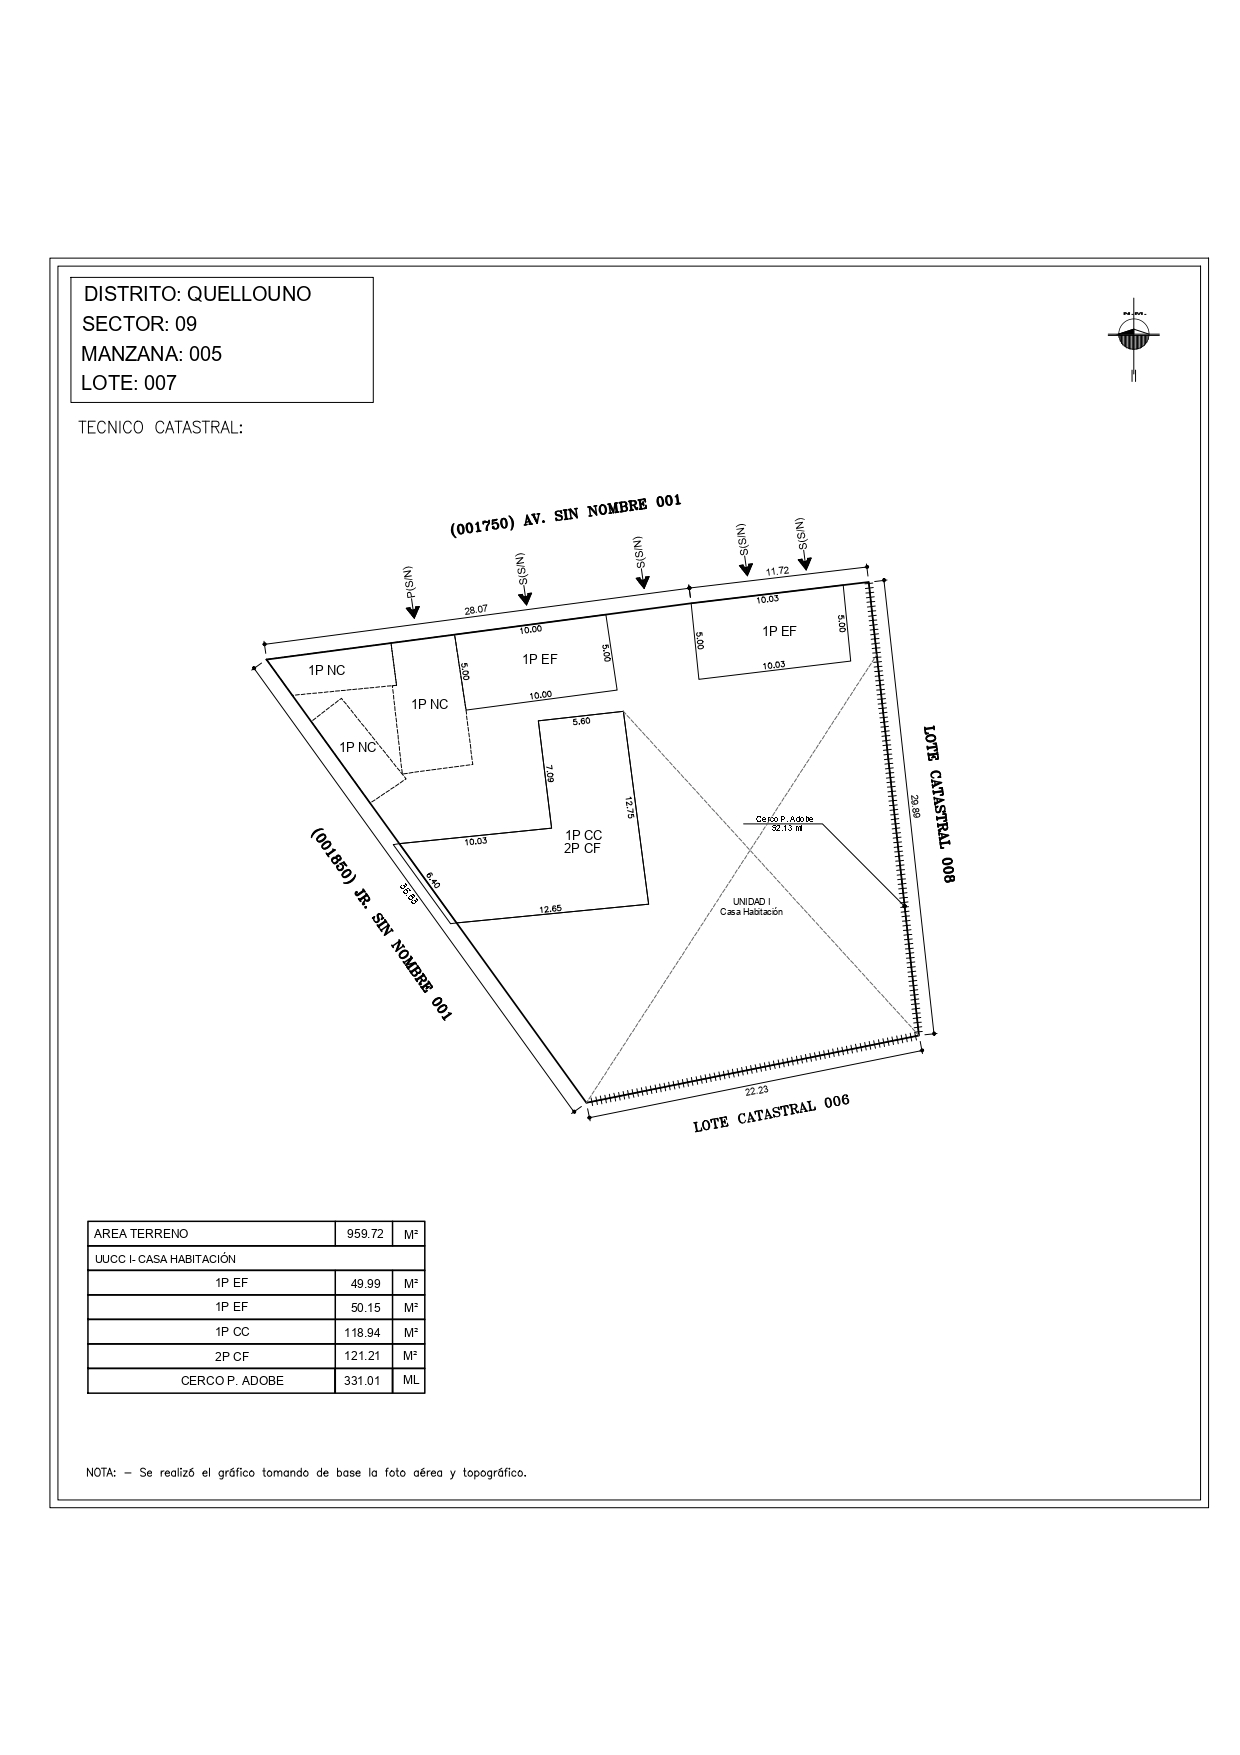 DISTRITO: QUELLOUNO
SECTOR: 09
MANZANA: 005
LOTE: 007
N.M.
TECNICO CATASTRAL:
(001750) AV. SIN NOMBRE 001
P(S/N)
S(S/N)
S(S/N)
S(S/N)
S(S/N)
28.07
11.72
10.00
10.03
1P NC
5.00
1P EF
5.00
5.00
1P EF
5.00
10.00
10.03
1P NC
1P NC
5.60
7.09
12.75
10.03
1P CC
2P CF
6.40
12.65
(001850) JR. SIN NOMBRE 001
Cerco P. Adobe
52.13 ml
29.89
LOTE CATASTRAL 008
UNIDAD I
Casa Habitación
22.23
LOTE CATASTRAL 006
AREA TERRENO 959.72 M²
UUCC I- CASA HABITACIÓN
1P EF 49.99 M²
1P EF 50.15 M²
1P CC 118.94 M²
2P CF 121.21 M²
CERCO P. ADOBE 331.01 ML
NOTA: - Se realizó el gráfico tomando de base la foto aérea y topográfico.